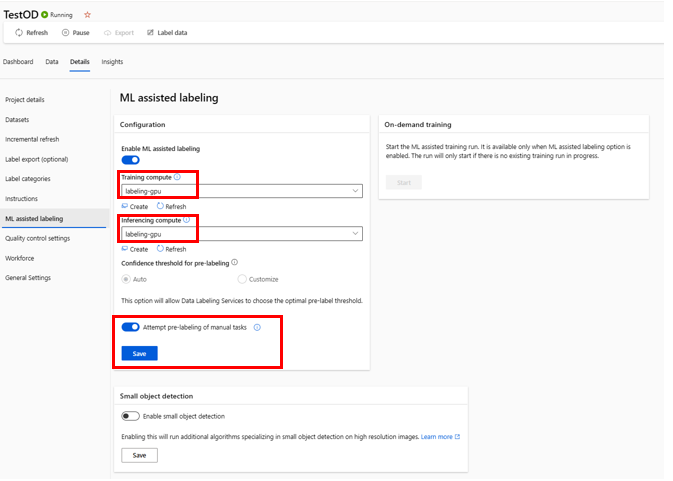 TestOD Running
Refresh Pause Export Label data
Dashboard Data Details Insights
Project details
Datasets
Incremental refresh
Label export (optional)
Label categories
Instructions
ML assisted labeling
Quality control settings
Workforce
General Settings
ML assisted labeling
Configuration
Enable ML assisted labeling
Training compute
labeling-gpu
Create Refresh
Inferencing compute
labeling-gpu
Create Refresh
Confidence threshold for pre-labeling
Auto Customize
This option will allow Data Labeling Services to choose the optimal pre-label threshold.
Attempt pre-labeling of manual tasks
Save
On-demand training
Start the ML assisted training run. It is available only when ML assisted labeling option is
enabled. The run will only start if there is no existing training run in progress.
Start
Small object detection
Enable small object detection
Enabling this will run additional algorithms specializing in small object detection on high resolution images. Learn more
Save